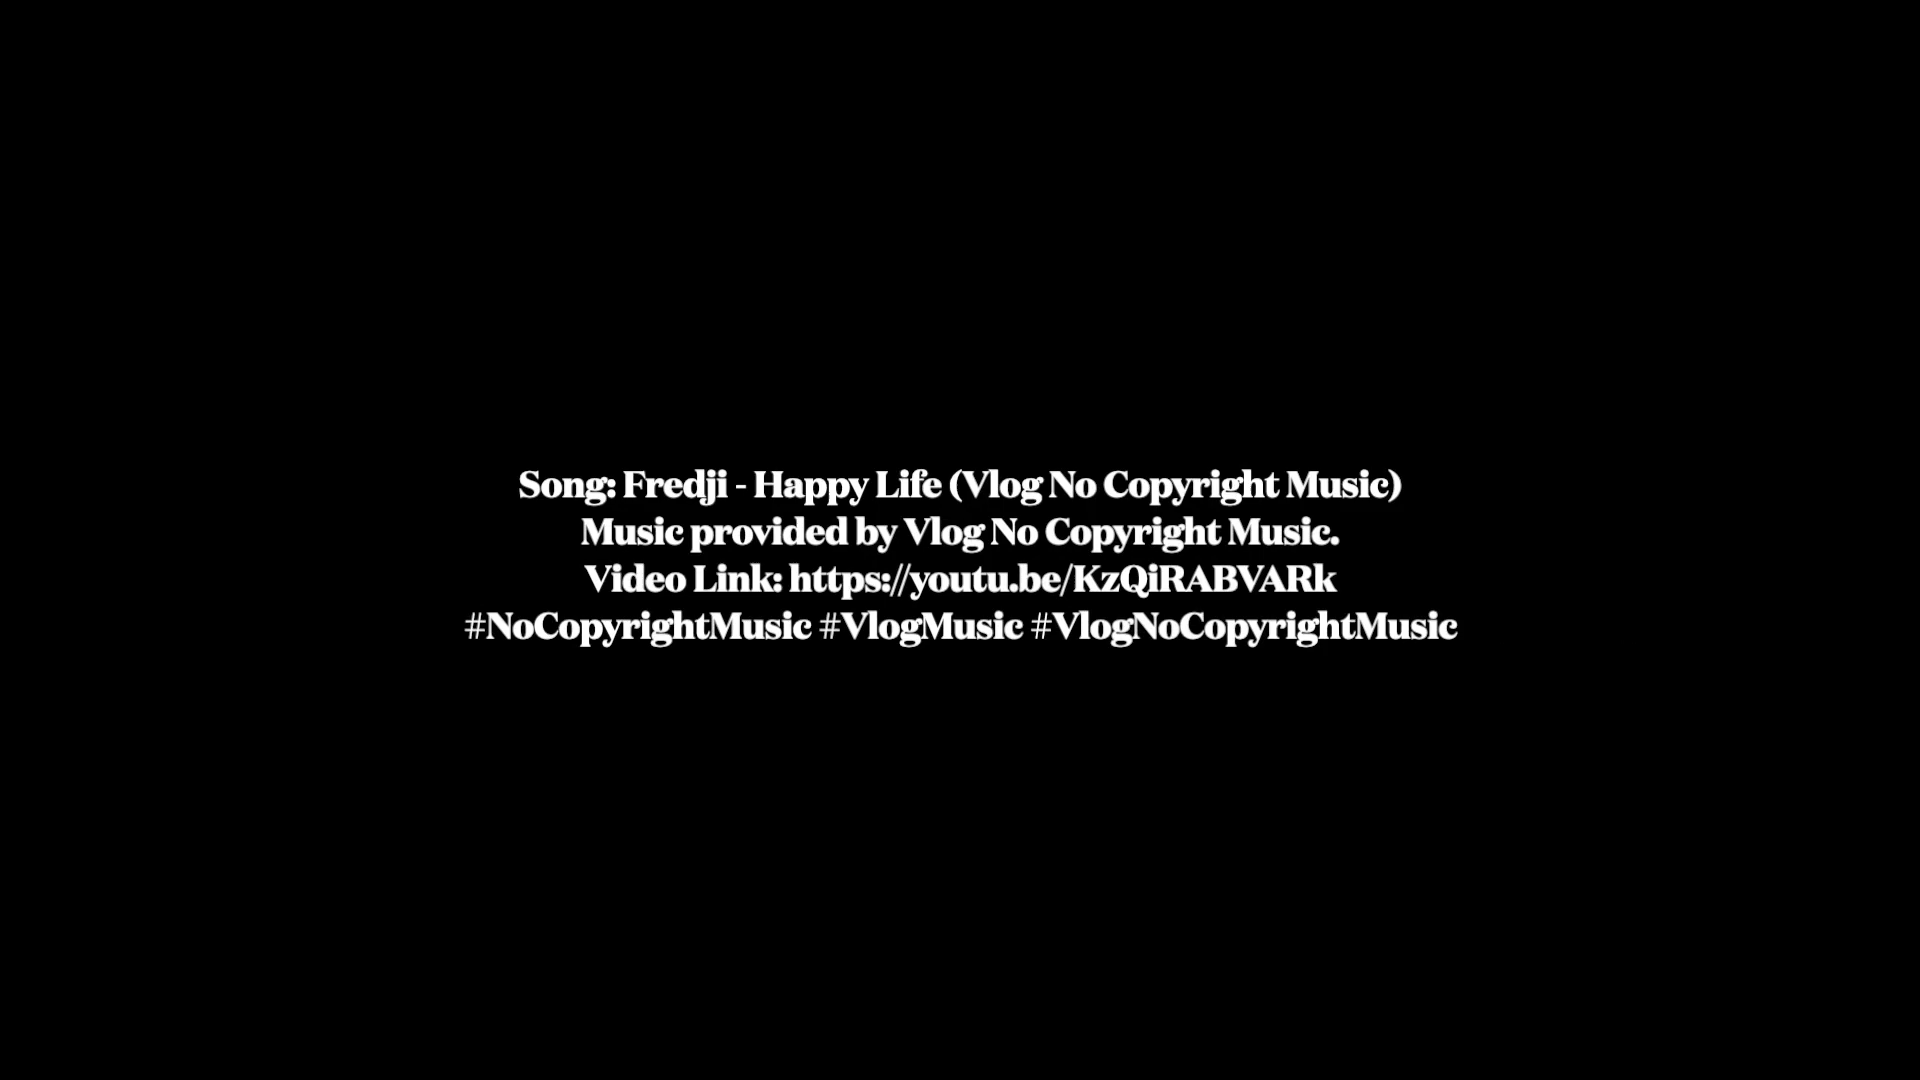 Song: Fredji - Happy Life (Vlog No Copyright Music)
Music provided by Vlog No Copyright Music.
Video Link: https://youtu.be/KzQiRABVARk
#NoCopyrightMusic #VlogMusic #VlogNoCopyrightMusic